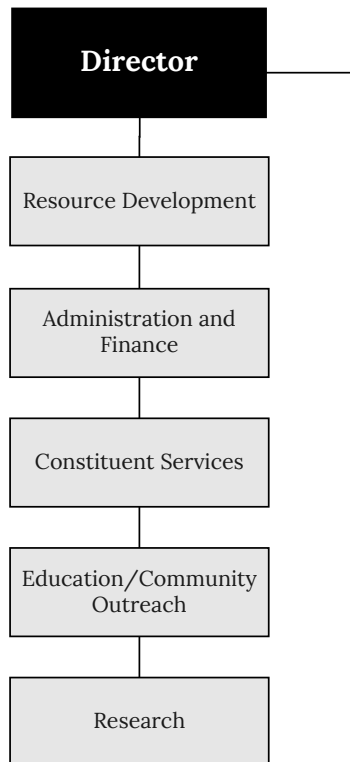 Director
Resource Development
Administration and
Finance
Constituent Services
Education/Community
Outreach
Research